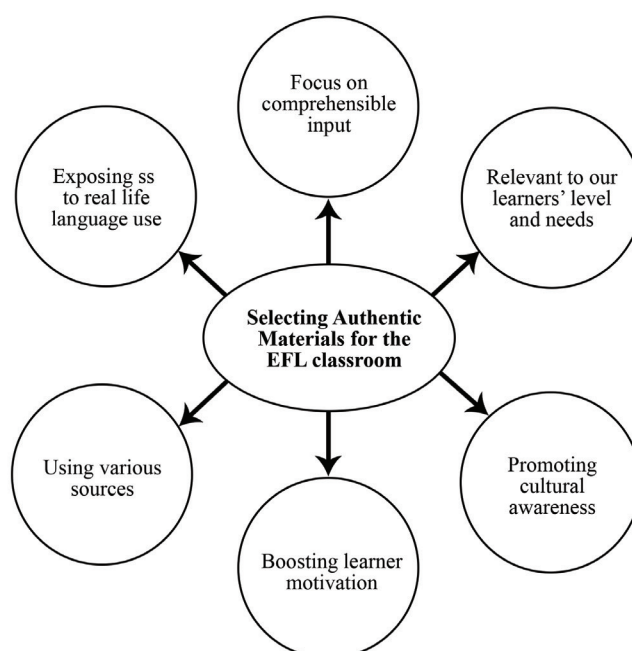 Focus on
comprehensible
input
Exposing ss
to real life
language use
Relevant to our
learners’ level
and needs
Selecting Authentic
Materials for the
EFL classroom
Using various
sources
Promoting
cultural
awareness
Boosting learner
motivation